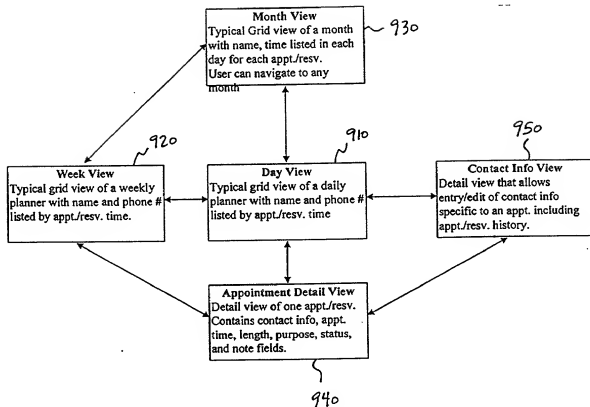 Month View
Typical Grid view of a month
with name, time listed in each
day for each appt./resv.
User can navigate to any
month
930
920
Week View
Typical grid view of a weekly
planner with name and phone #
listed by appt./resv. time.
910
Day View
Typical grid view of a daily
planner with name and phone #
listed by appt./resv. time
950
Contact Info View
Detail view that allows
entry/edit of contact info
specific to an appt. including
appt./resv. history.
Appointment Detail View
Detail view of one appt./resv.
Contains contact info, appt.
time, length, purpose, status,
and note fields.
940